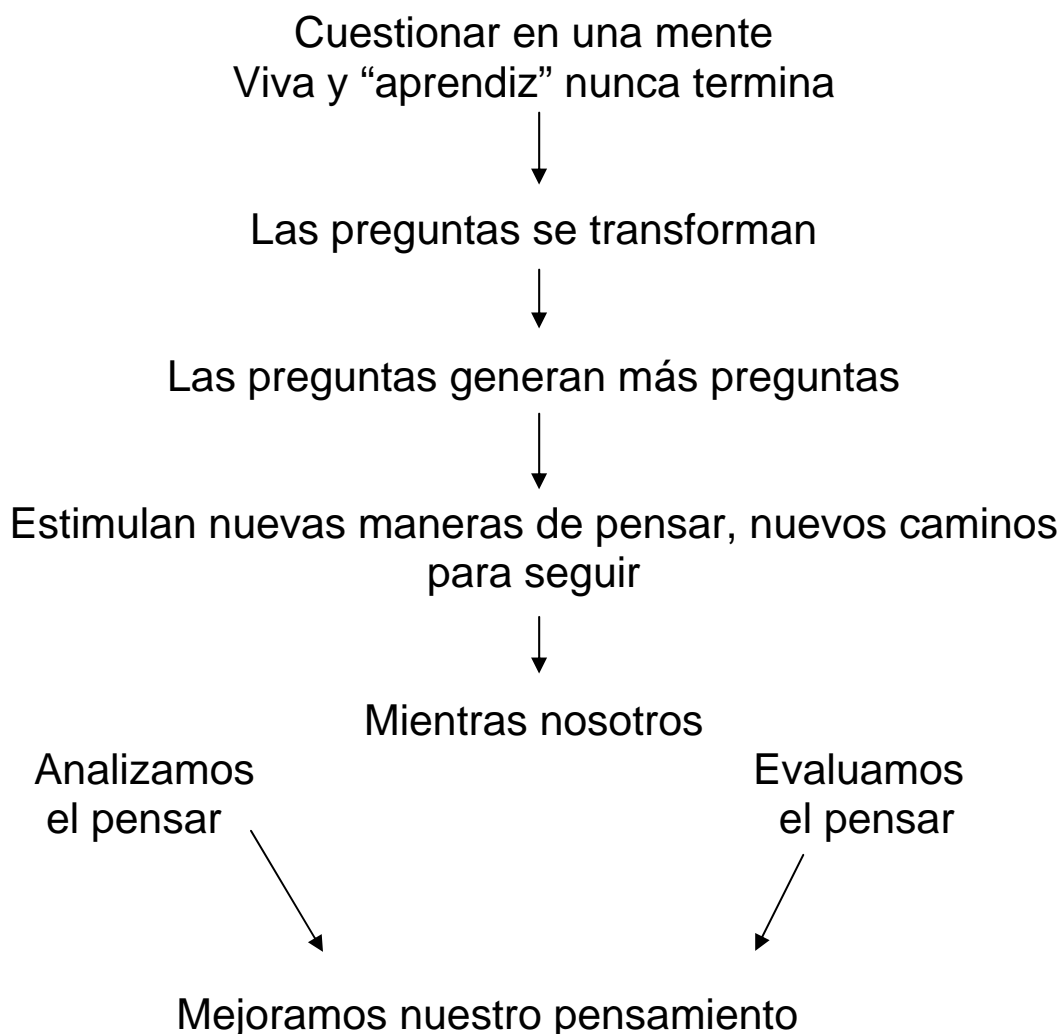 Cuestionar en una mente
Viva y “aprendiz” nunca termina
Las preguntas se transforman
Las preguntas generan más preguntas
Estimulan nuevas maneras de pensar, nuevos caminos
para seguir
Mientras nosotros
Analizamos
el pensar
Evaluamos
el pensar
Mejoramos nuestro pensamiento